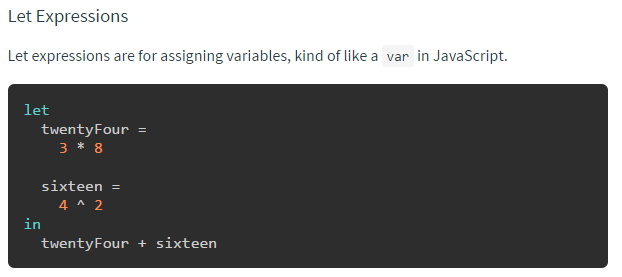 Let Expressions
Let expressions are for assigning variables, kind of like a var in JavaScript.
let
  twentyFour =
    3 * 8

  sixteen =
    4 ^ 2
in
  twentyFour + sixteen